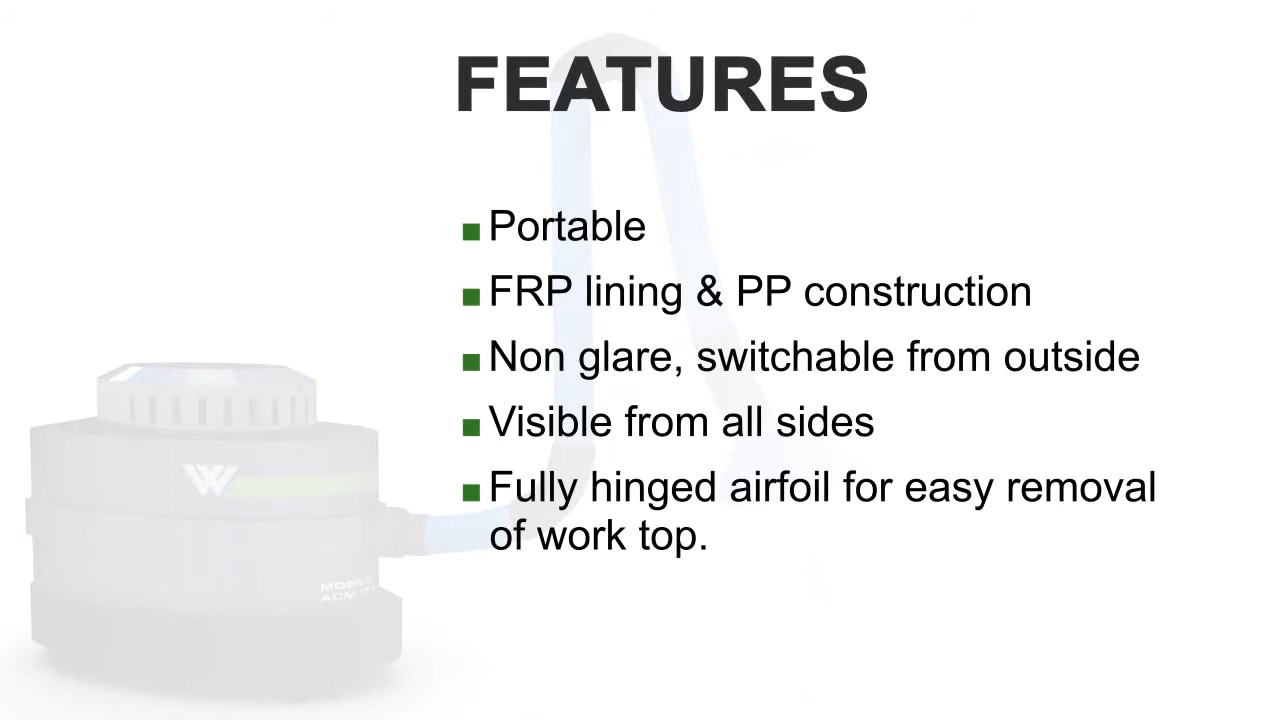 FEATURES
■Portable
■FRP lining & PP construction
■Non glare, switchable from outside
■Visible from all sides
■Fully hinged airfoil for easy removal
of work top.
W